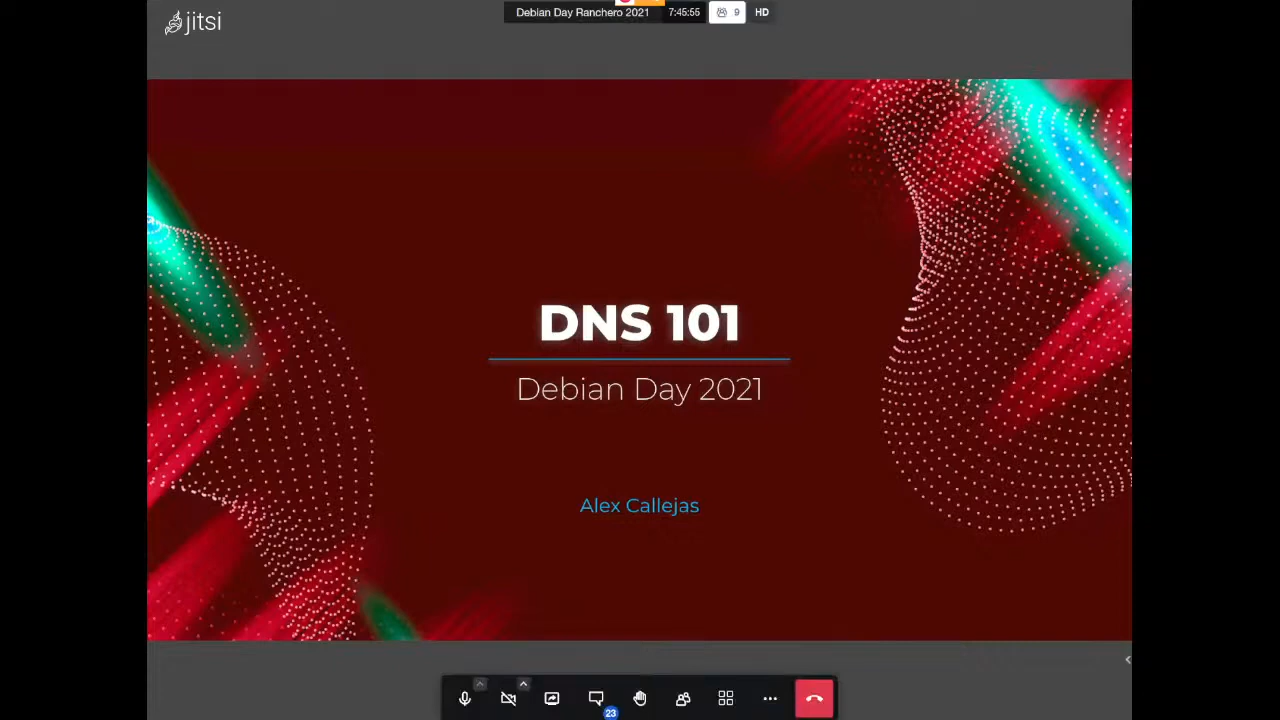 jitsi
Debian Day Ranchero 2021 7:45:55 9 HD
DNS 101
Debian Day 2021
Alex Callejas
23